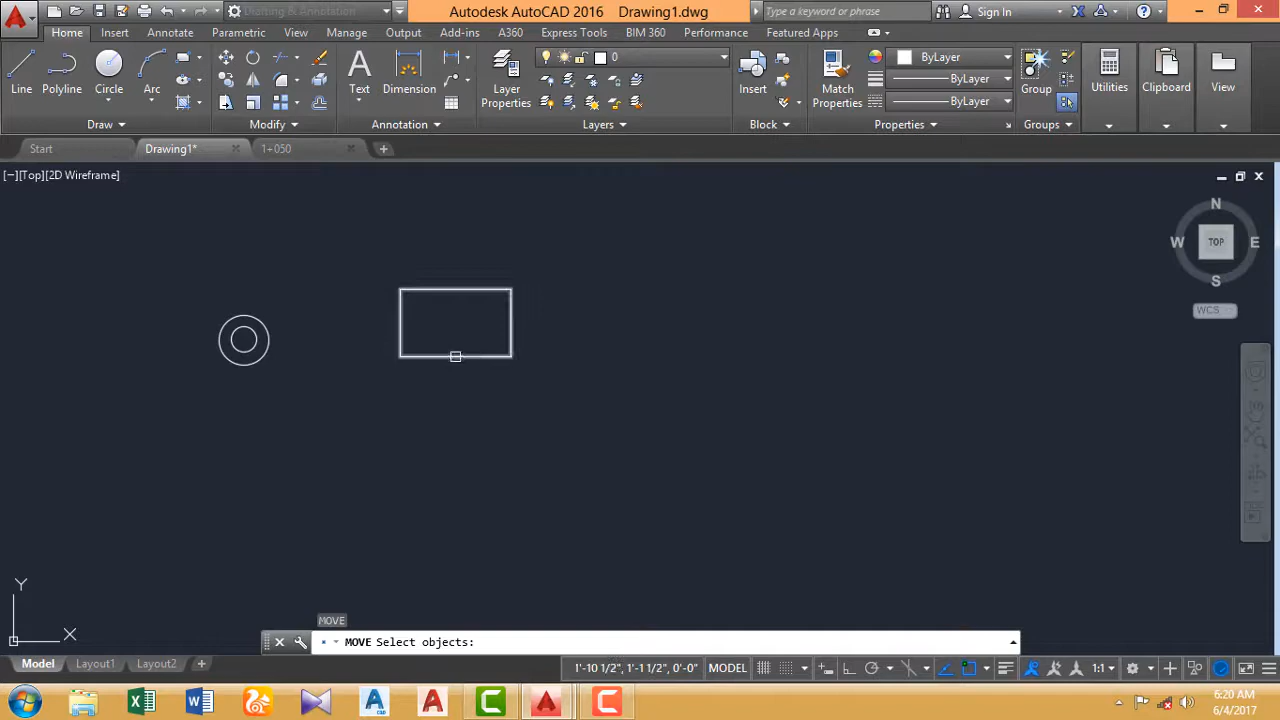 Drafting & Annotation
Autodesk AutoCAD 2016 Drawing1.dwg
Type a keyword or phrase
Sign In
Home Insert Annotate Parametric View Manage Output Add-ins A360 Express Tools BIM 360 Performance Featured Apps
0
ByLayer
ByLayer
ByLayer
Line Polyline Circle Arc Text Dimension Layer Properties Insert Match Properties Group Utilities Clipboard View
Draw Modify Annotation Layers Block Properties Groups
Start Drawing1* 1+050
[−][Top][2D Wireframe]
N
W TOP E
S
WCS
Y
X
MOVE
MOVE Select objects:
Model Layout1 Layout2
1'-10 1/2", 1'-1 1/2", 0'-0" MODEL 1:1
6:20 AM
6/4/2017